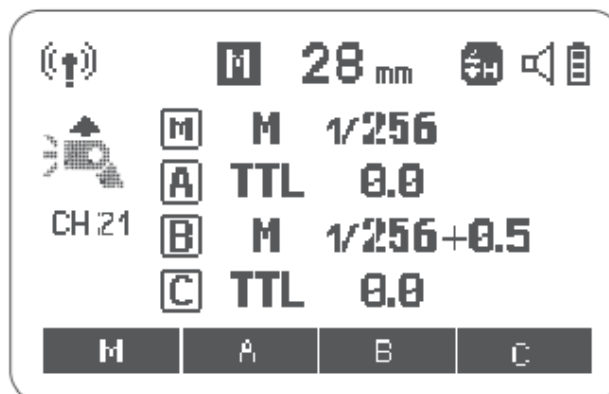 M 28 mm H
M M 1/256
A TTL 0.0
CH 21
B M 1/256+0.5
C TTL 0.0
M A B C